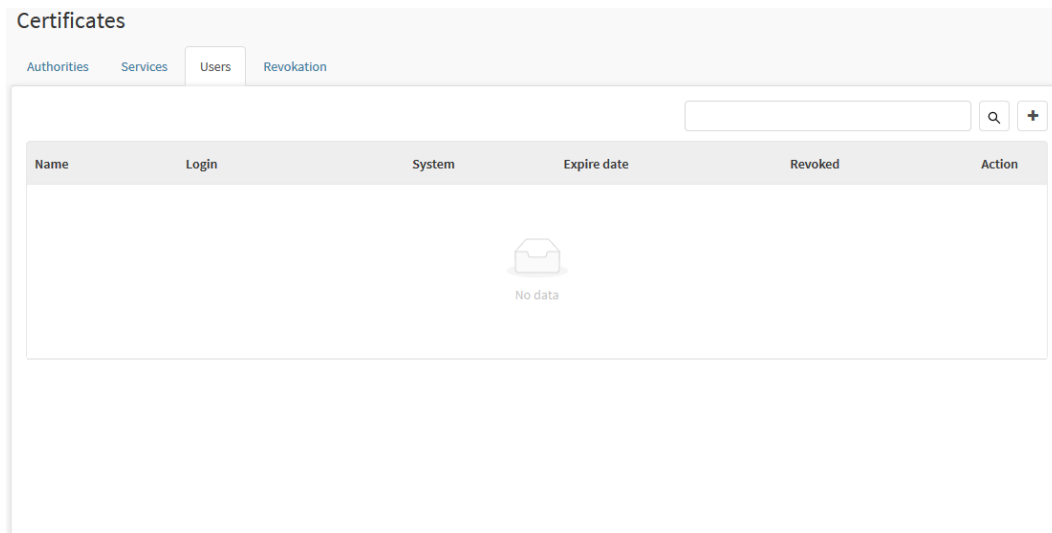 Certificates
Authorities Services Users Revokation
Name Login System Expire date Revoked Action
No data